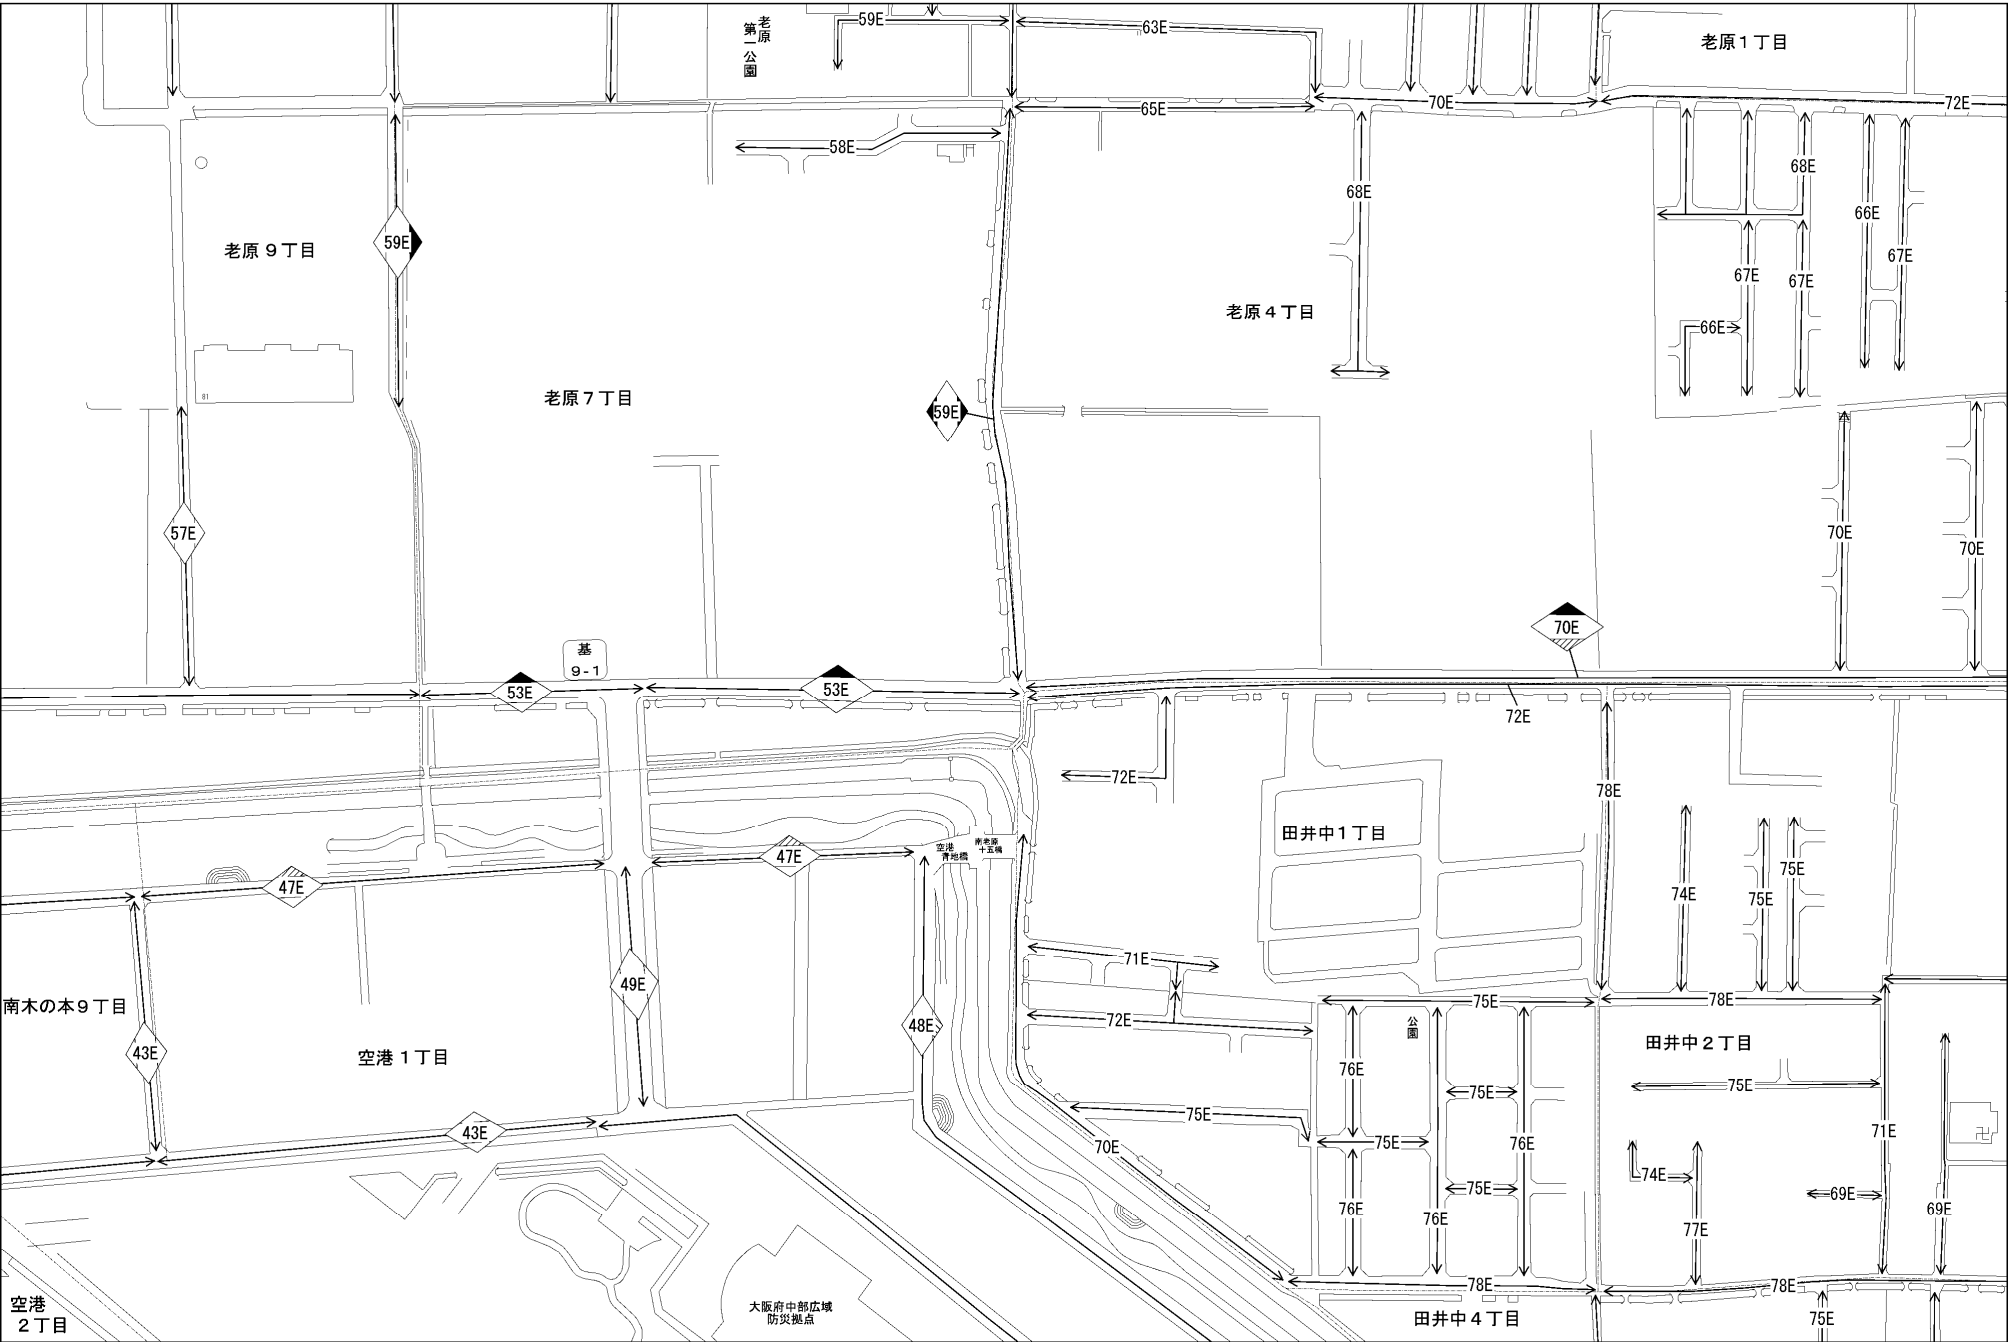 59E
63E
老原
第一公園
老原１丁目
65E
70E
72E
58E
59E
老原９丁目
68E
68E
66E
67E
67E
67E
老原４丁目
66E
81
老原７丁目
59E
57E
70E
70E
70E
基
9-1
53E
53E
72E
72E
78E
田井中１丁目
空港
青地橋
南老原
十五橋
47E
47E
74E
75E
75E
71E
49E
南木の本９丁目
43E
空港１丁目
48E
72E
75E
78E
公園
田井中２丁目
76E
75E
75E
75E
43E
70E
75E
76E
71E
75E
74E
69E
76E
76E
77E
69E
78E
78E
空港
２丁目
大阪府中部広域
防災拠点
田井中４丁目
75E